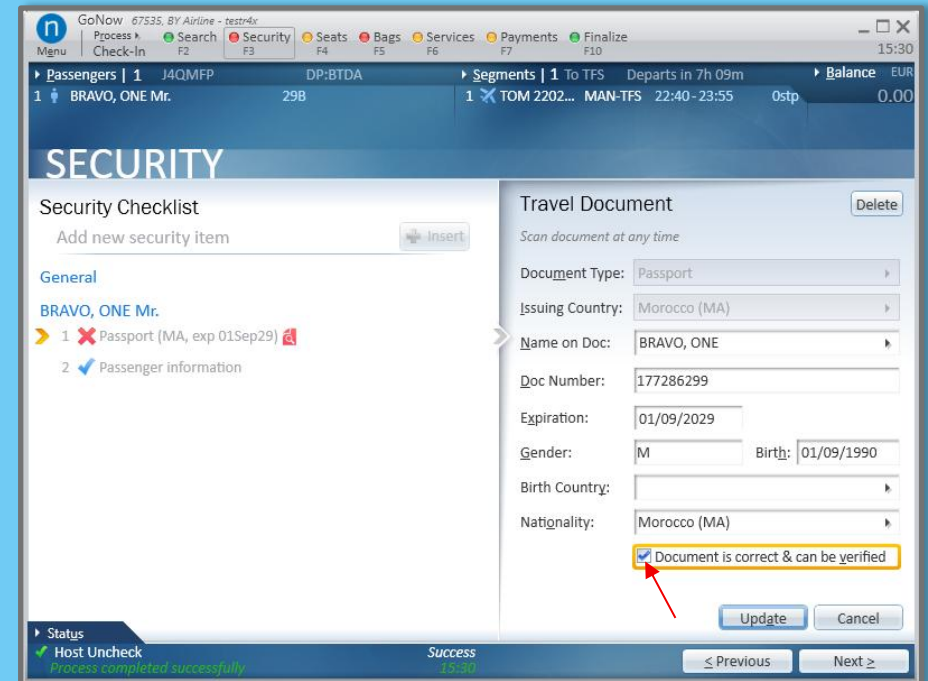 GoNow 67535, BY Airline - testr4x
n
Menu
Process
Check-In
Search
F2
Security
F3
Seats
F4
Bags
F5
Services
F6
Payments
F7
Finalize
F10
15:30
Passengers | 1 J4QMFP DP:BTDA
Segments | 1 To TFS Departs in 7h 09m
Balance EUR
1 BRAVO, ONE Mr. 29B
1 TOM 2202... MAN-TFS 22:40-23:55 0stp
0.00
SECURITY
Security Checklist
Add new security item
Insert
General
BRAVO, ONE Mr.
1 Passport (MA, exp 01Sep29)
2 Passenger information
Travel Document
Delete
Scan document at any time
Document Type: Passport
Issuing Country: Morocco (MA)
Name on Doc: BRAVO, ONE
Doc Number: 177286299
Expiration: 01/09/2029
Gender: M Birth: 01/09/1990
Birth Country:
Nationality: Morocco (MA)
Document is correct & can be verified
Update
Cancel
Status
Host Uncheck Success
Process completed successfully 15:30
≤ Previous
Next ≥